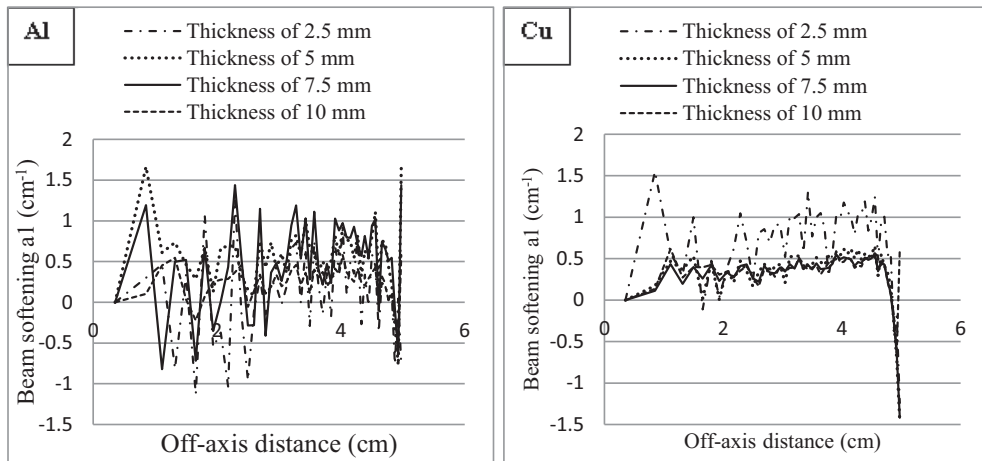 Al
Thickness of 2.5 mm
Thickness of 5 mm
Thickness of 7.5 mm
Thickness of 10 mm
Beam softening a1 (cm-1)
2
1.5
1
0.5
0
-0.5
-1
-1.5
0
2
4
6
Off-axis distance (cm)
Cu
Thickness of 2.5 mm
Thickness of 5 mm
Thickness of 7.5 mm
Thickness of 10 mm
Beam softening a1 (cm-1)
2
1.5
1
0.5
0
-0.5
-1
-1.5
0
2
4
6
Off-axis distance (cm)